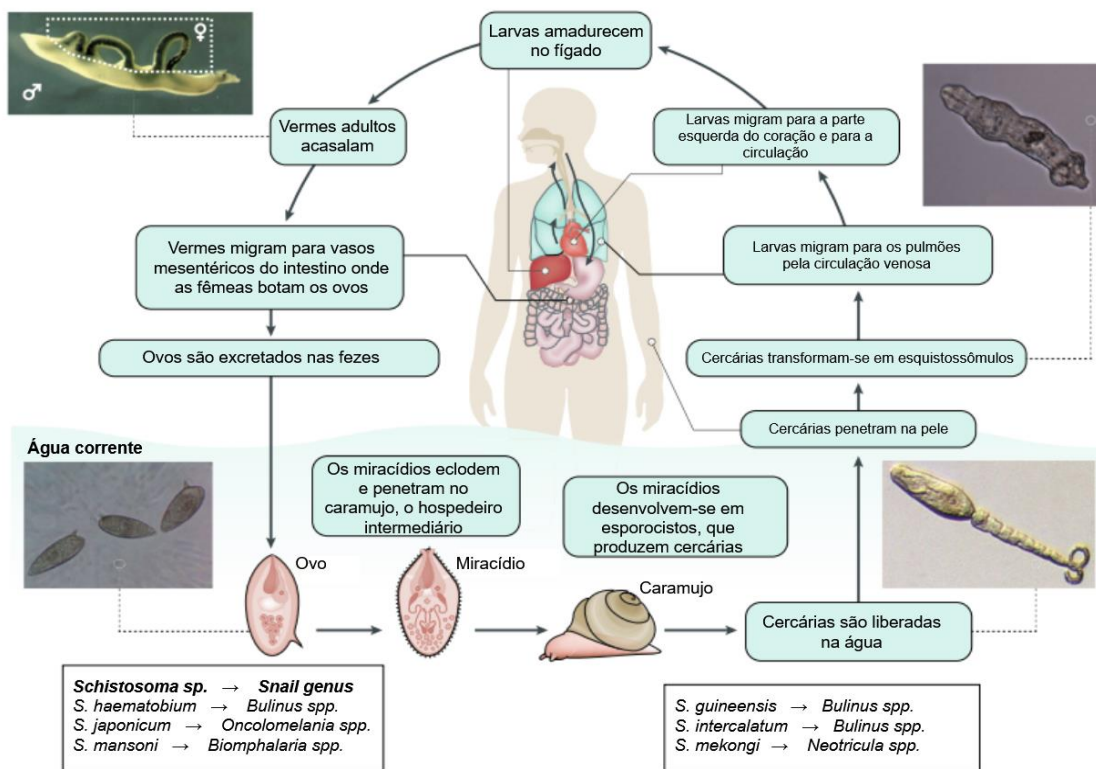 Larvas amadurecem
no fígado
♀
♂
Vermes adultos
acasalam
Larvas migram para a parte
esquerda do coração e para a
circulação
Vermes migram para vasos
mesentéricos do intestino onde
as fêmeas botam os ovos
Larvas migram para os pulmões
pela circulação venosa
Ovos são excretados nas fezes
Cercárias transformam-se em esquistossômulos
Cercárias penetram na pele
Água corrente
Os miracídios eclodem
e penetram no
caramujo, o hospedeiro
intermediário
Os miracídios
desenvolvem-se em
esporocistos, que
produzem cercárias
Ovo
Miracídio
Caramujo
Cercárias são liberadas
na água
Schistosoma sp. → Snail genus
S. haematobium → Bulinus spp.
S. japonicum → Oncolomelania spp.
S. mansoni → Biomphalaria spp.
S. guineensis → Bulinus spp.
S. intercalatum → Bulinus spp.
S. mekongi → Neotricula spp.